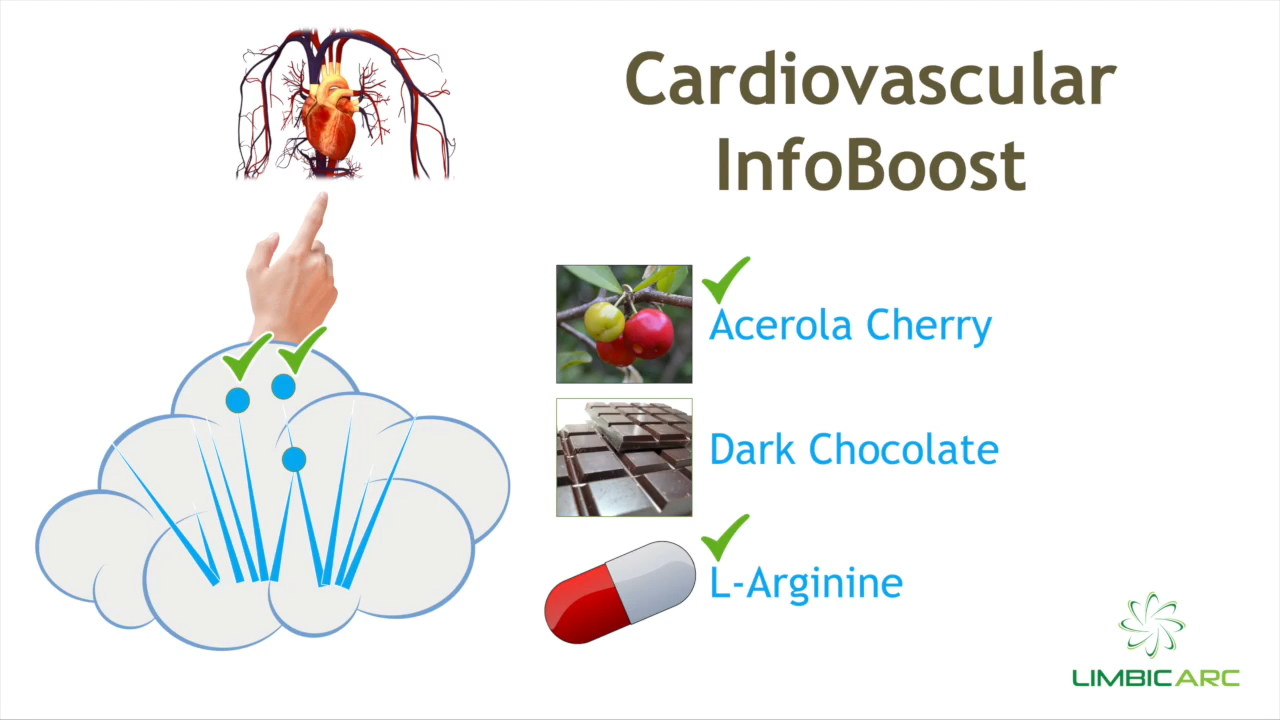 Cardiovascular
InfoBoost
Acerola Cherry
Dark Chocolate
L-Arginine
LIMBICARC